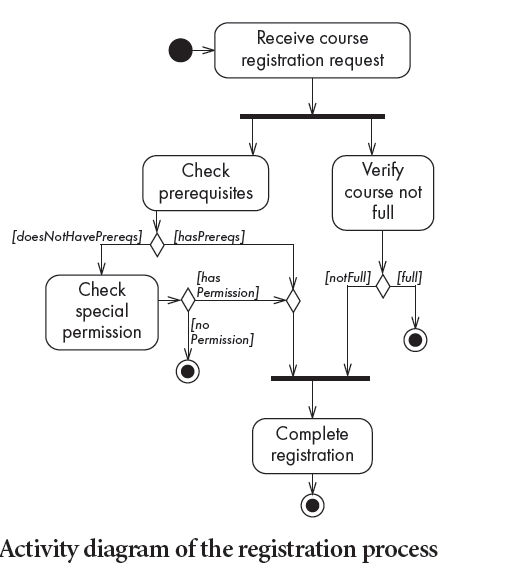 Receive course
registration request
Check
prerequisites
Verify
course not
full
[doesNotHavePrereqs]
[hasPrereqs]
Check
special
permission
[has
Permission]
[no
Permission]
[notFull]
[full]
Complete
registration
Activity diagram of the registration process